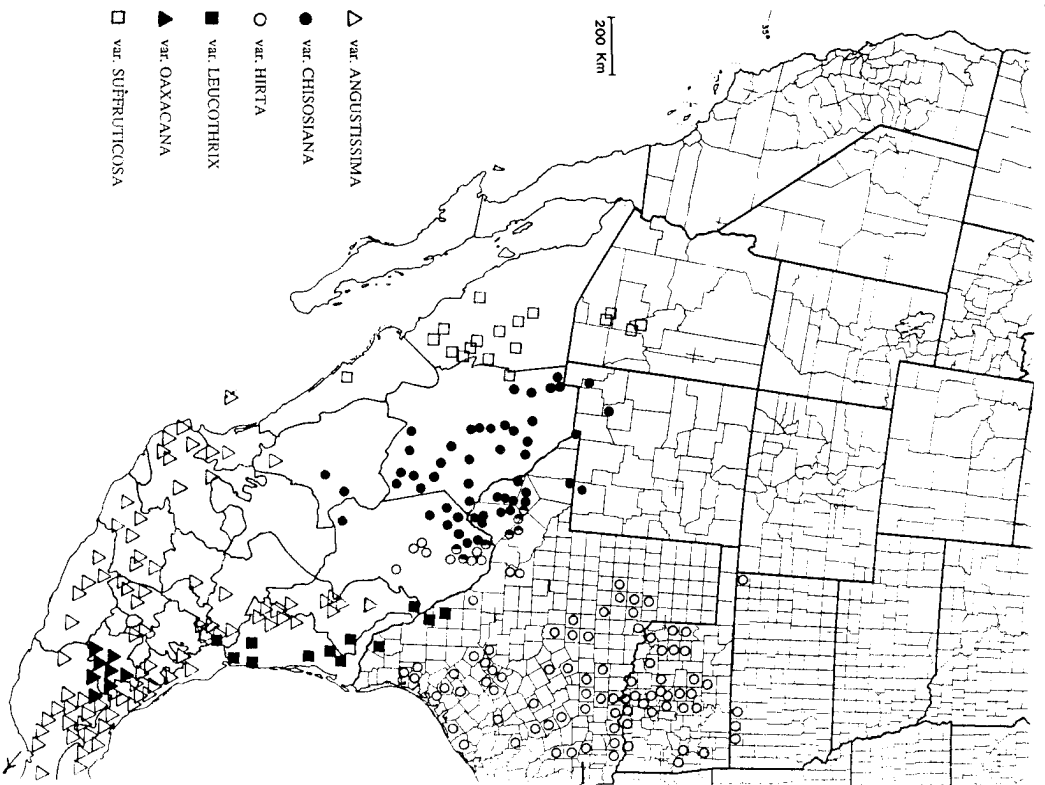 35°
200 Km
var. ANGUSTISSIMA
var. CHISOSIANA
var. HIRTA
var. LEUCOTHRIX
var. OAXACANA
var. SUFFRUTICOSA